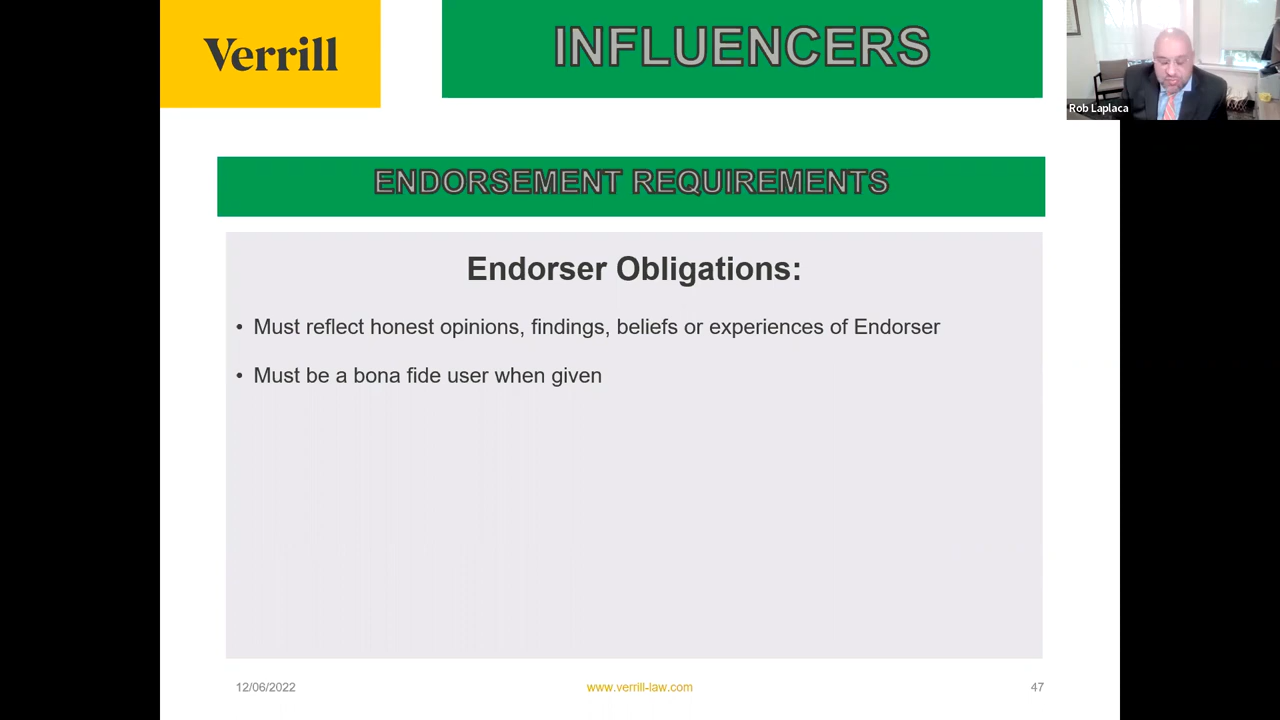 Verrill
INFLUENCERS
Rob Laplaca
ENDORSEMENT REQUIREMENTS
Endorser Obligations:
• Must reflect honest opinions, findings, beliefs or experiences of Endorser
• Must be a bona fide user when given
12/06/2022
www.verrill-law.com
47